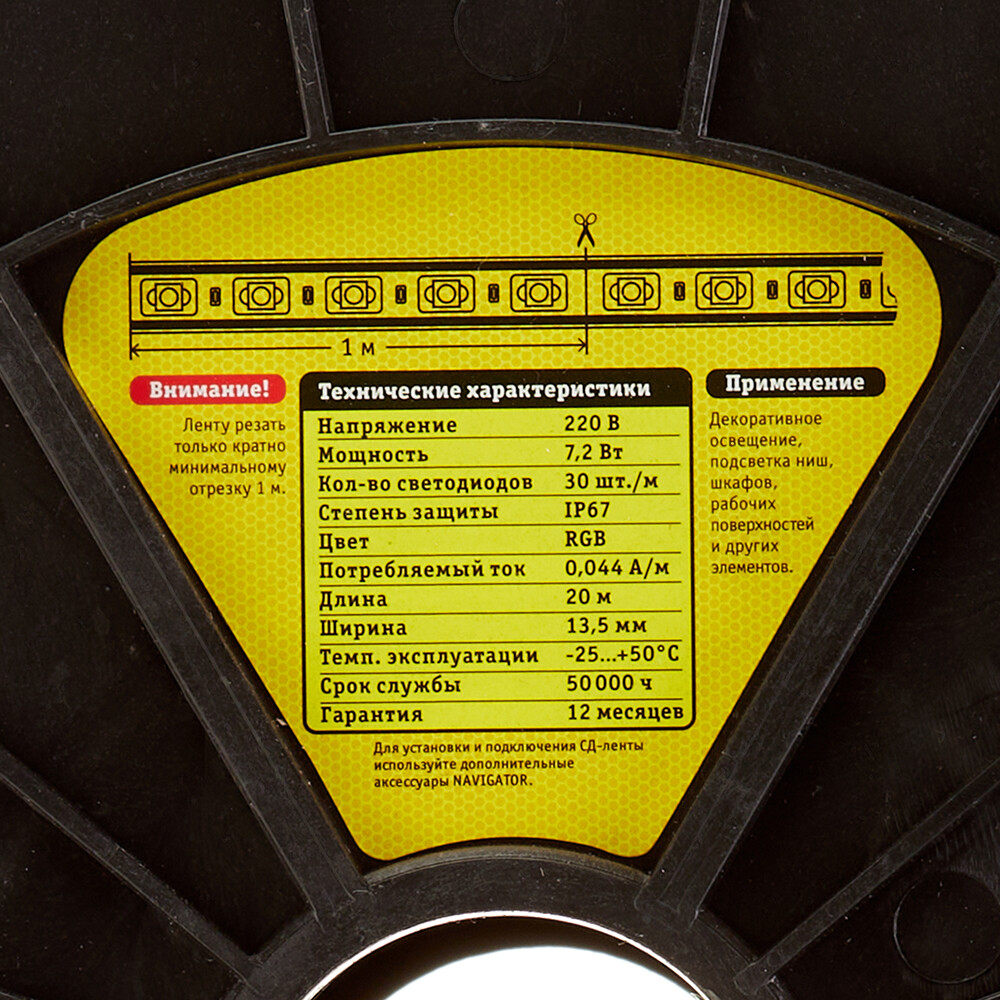 1 м
Внимание!
Ленту резать
только кратно
минимальному
отрезку 1 м.
Технические характеристики
Напряжение 220 В
Мощность 7,2 Вт
Кол-во светодиодов 30 шт./м
Степень защиты IP67
Цвет RGB
Потребляемый ток 0,044 А/м
Длина 20 м
Ширина 13,5 мм
Темп. эксплуатации -25...+50°С
Срок службы 50 000 ч
Гарантия 12 месяцев
Применение
Декоративное
освещение,
подсветка ниш,
шкафов,
рабочих
поверхностей
и других
элементов.
Для установки и подключения СД-ленты
используйте дополнительные
аксессуары NAVIGATOR.